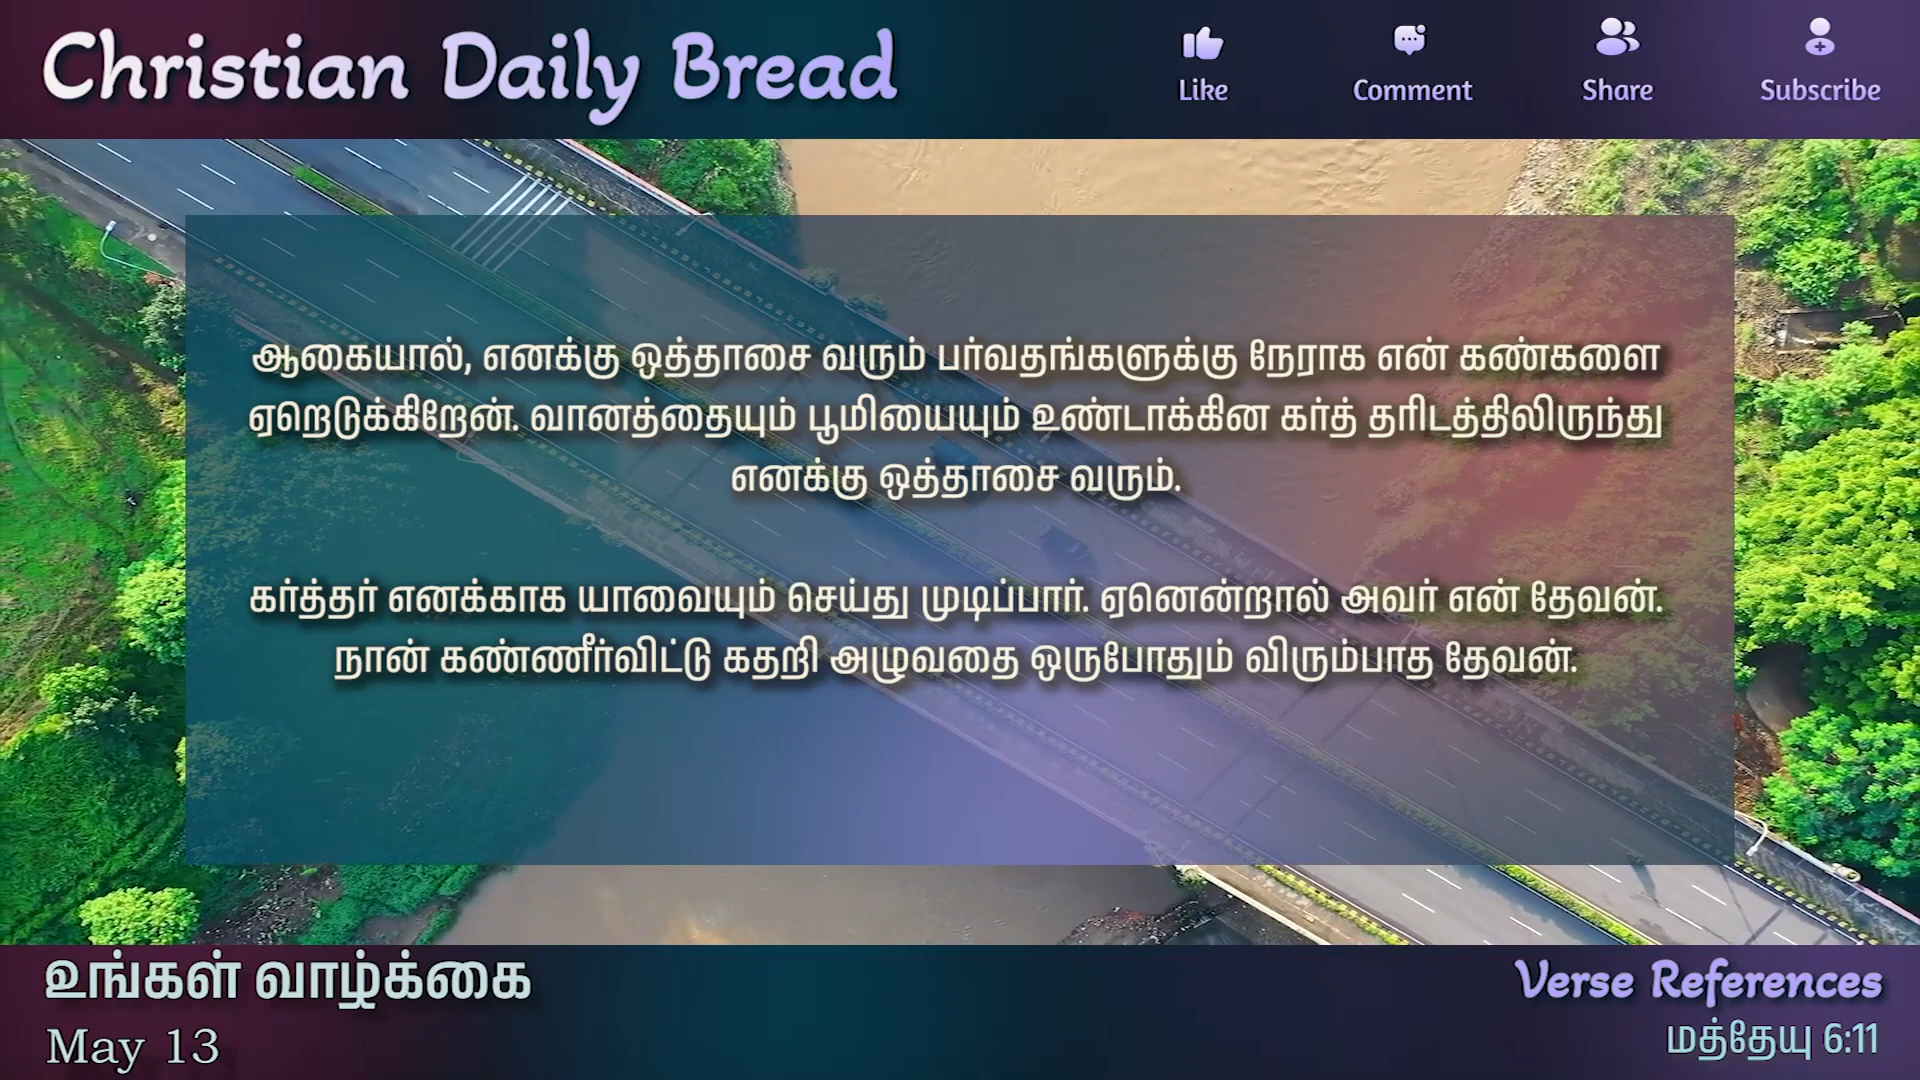 Christian Daily Bread
Like
Comment
Share
Subscribe
ஆகையால், எனக்கு ஒத்தாசை வரும் பர்வதங்களுக்கு நேராக என் கண்களை
ஏறெடுக்கிறேன். வானத்தையும் பூமியையும் உண்டாக்கின கர்த் தரிடத்திலிருந்து
எனக்கு ஒத்தாசை வரும்.
கர்த்தர் எனக்காக யாவையும் செய்து முடிப்பார். ஏனென்றால் அவர் என் தேவன்.
நான் கண்ணீர்விட்டு கதறி அழுவதை ஒருபோதும் விரும்பாத தேவன்.
உங்கள் வாழ்க்கை
May 13
Verse References
மத்தேயு 6:11